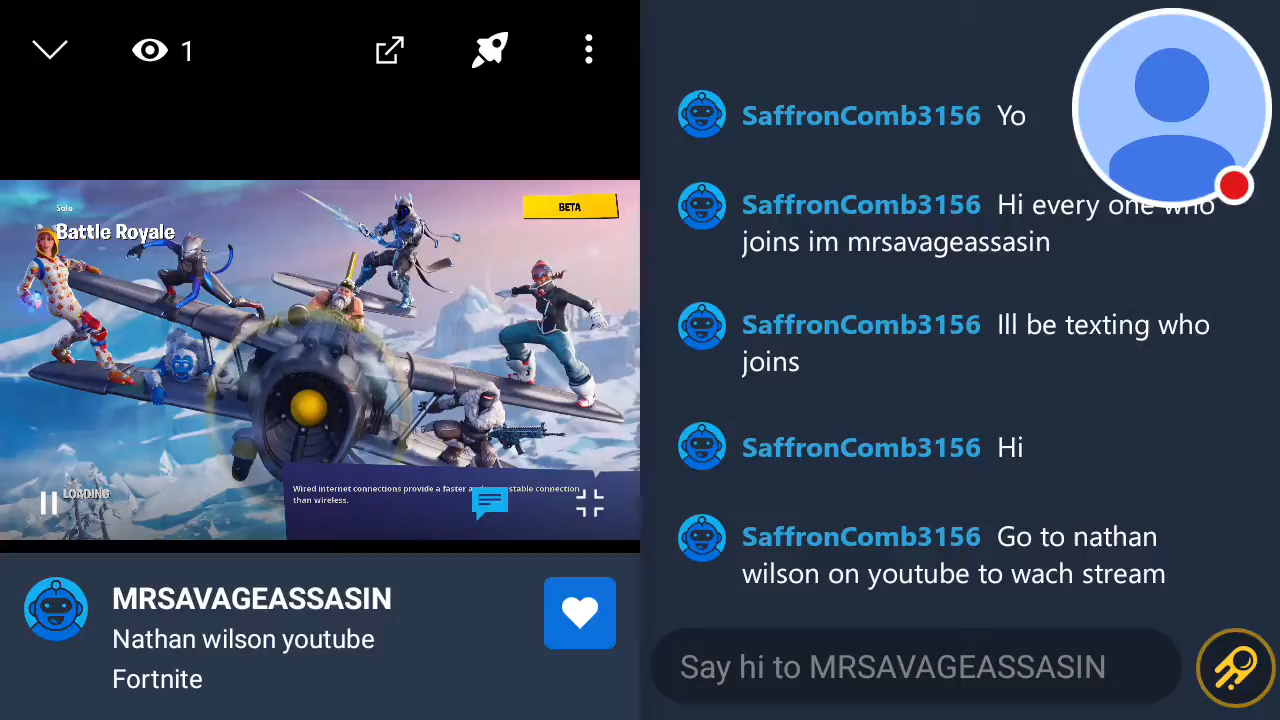 1
Solo
Battle Royale
BETA
LOADING
Wired internet connections provide a faster a stable connection
than wireless.
MRSAVAGEASSASIN
Nathan wilson youtube
Fortnite
SaffronComb3156 Yo
SaffronComb3156 Hi every one who
joins im mrsavageassasin
SaffronComb3156 Ill be texting who
joins
SaffronComb3156 Hi
SaffronComb3156 Go to nathan
wilson on youtube to wach stream
Say hi to MRSAVAGEASSASIN